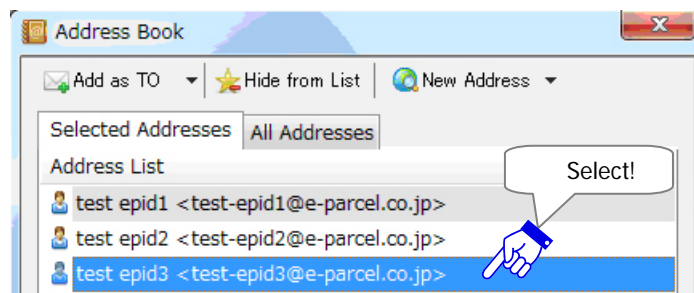 Address Book
Add as TO Hide from List New Address
Selected Addresses All Addresses
Address List
Select!
test epid1 <test-epid1@e-parcel.co.jp>
test epid2 <test-epid2@e-parcel.co.jp>
test epid3 <test-epid3@e-parcel.co.jp>